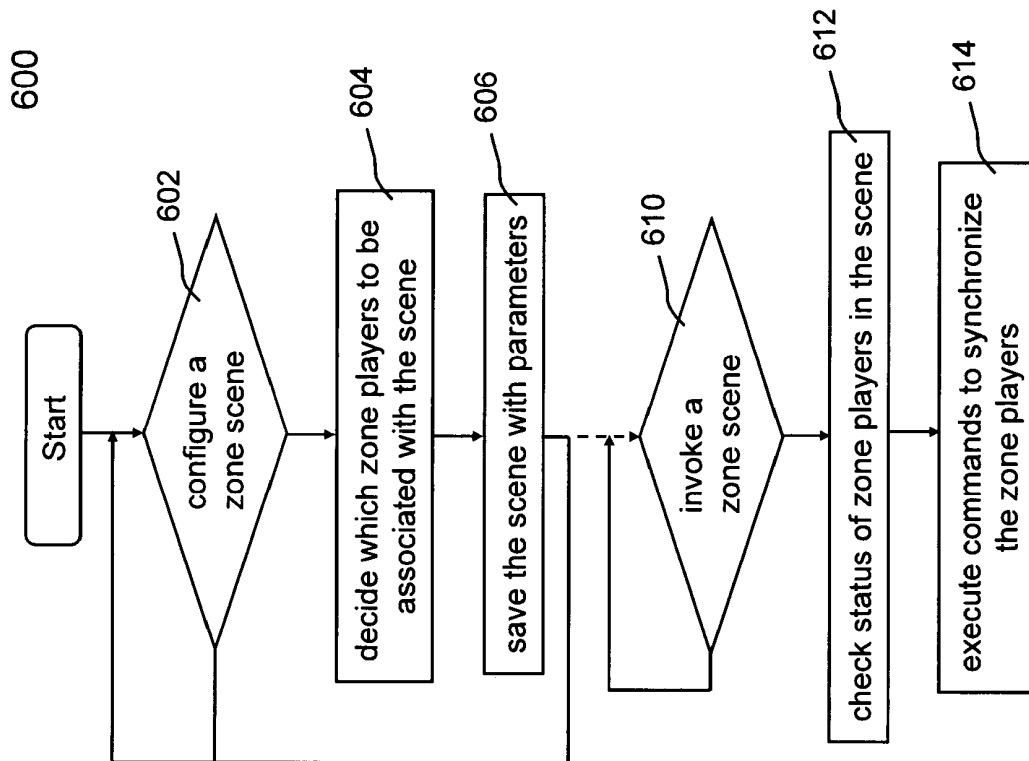 600
Start
602
configure a
zone scene
604
decide which zone players to be
associated with the scene
606
save the scene with parameters
610
invoke a
zone scene
612
check status of zone players in the scene
614
execute commands to synchronize
the zone players